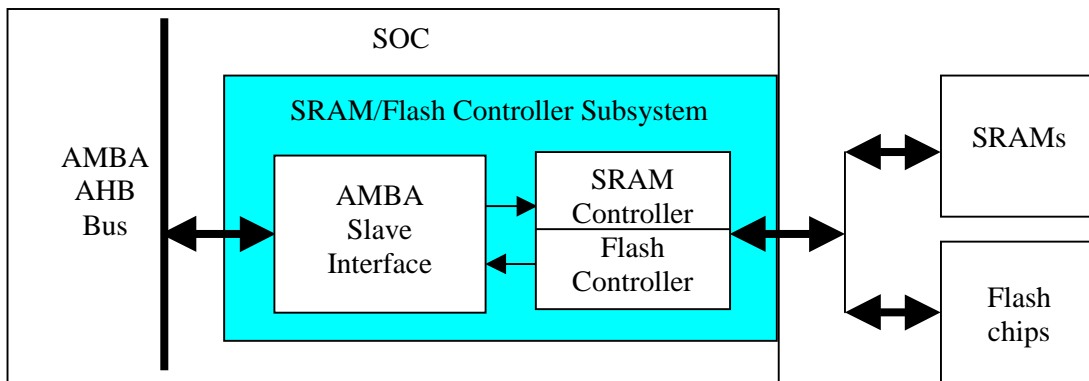 SOC
SRAM/Flash Controller Subsystem
AMBA
AHB
Bus
AMBA
Slave
Interface
SRAM
Controller
Flash
Controller
SRAMs
Flash
chips